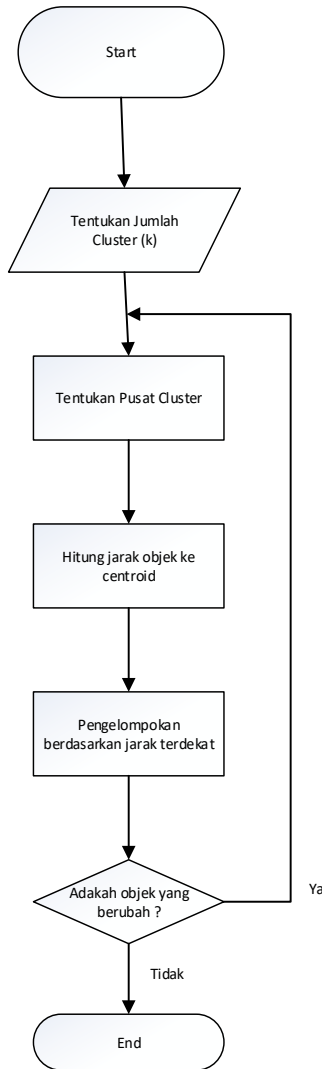 Start
Tentukan Jumlah
Cluster (k)
Tentukan Pusat Cluster
Hitung jarak objek ke
centroid
Pengelompokan
berdasarkan jarak terdekat
Adakah objek yang
berubah ?
Ya
Tidak
End